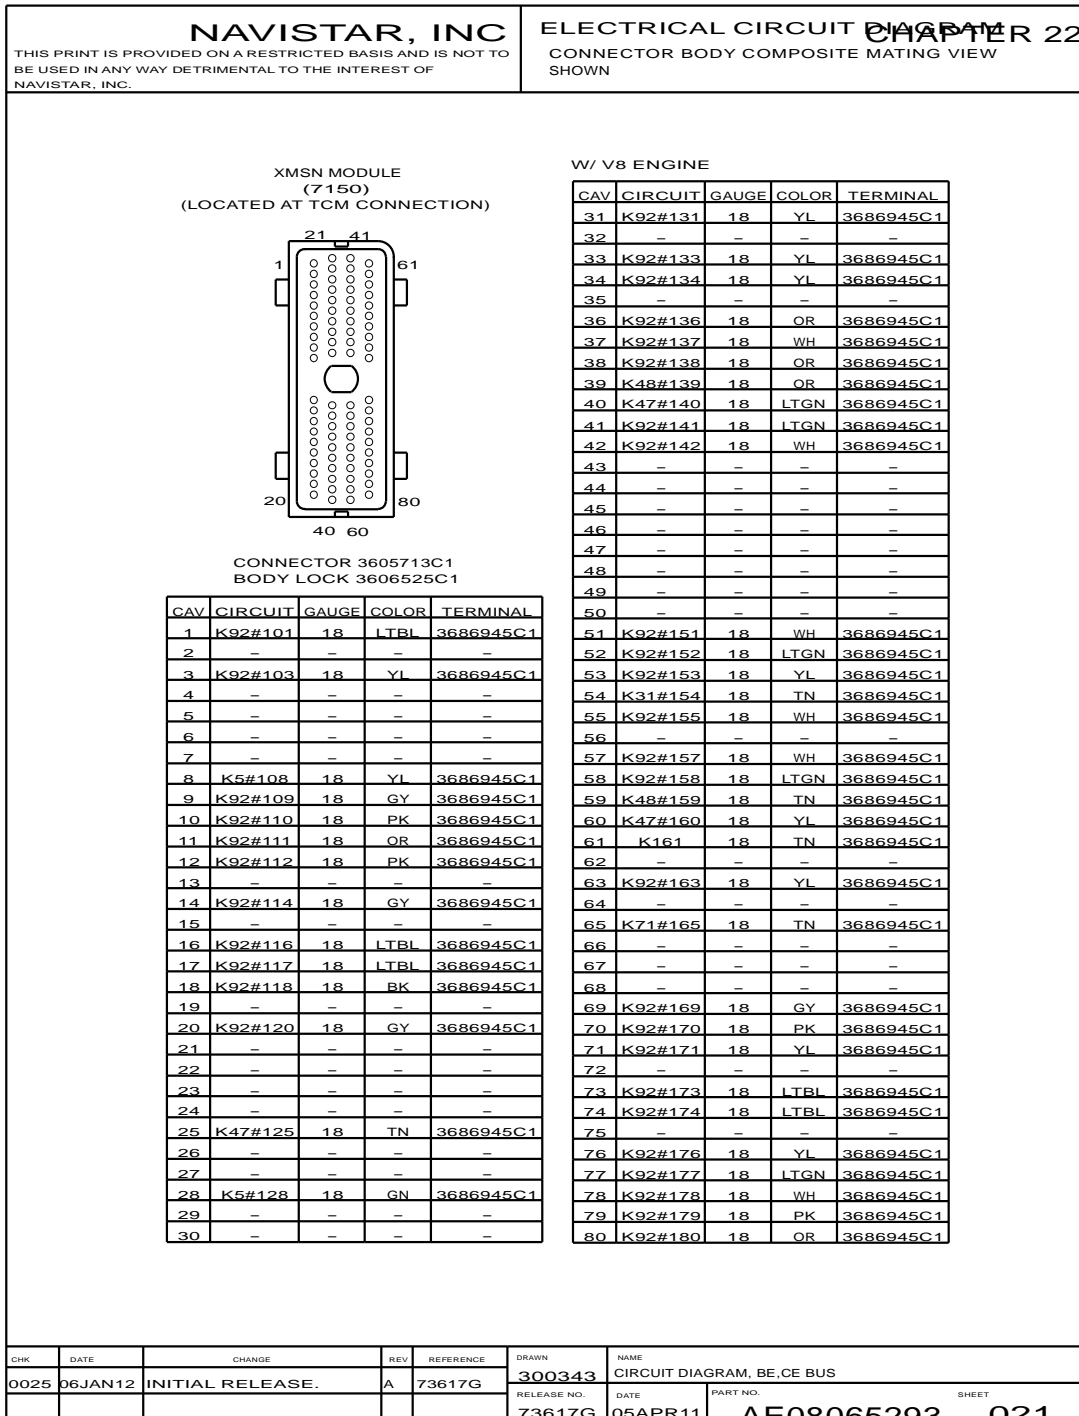 NAVISTAR, INC
THIS PRINT IS PROVIDED ON A RESTRICTED BASIS AND IS NOT TO
BE USED IN ANY WAY DETRIMENTAL TO THE INTEREST OF
NAVISTAR, INC.
ELECTRICAL CIRCUIT DIAGRAM
CHAPTER 22
CONNECTOR BODY COMPOSITE MATING VIEW
SHOWN
XMSN MODULE
(7150)
(LOCATED AT TCM CONNECTION)
21 41
1 61
20 80
40 60
CONNECTOR 3605713C1
BODY LOCK 3606525C1
CAV CIRCUIT GAUGE COLOR TERMINAL
1 K92#101 18 LTBL 3686945C1
2 – – – –
3 K92#103 18 YL 3686945C1
4 – – – –
5 – – – –
6 – – – –
7 – – – –
8 K5#108 18 YL 3686945C1
9 K92#109 18 GY 3686945C1
10 K92#110 18 PK 3686945C1
11 K92#111 18 OR 3686945C1
12 K92#112 18 PK 3686945C1
13 – – – –
14 K92#114 18 GY 3686945C1
15 – – – –
16 K92#116 18 LTBL 3686945C1
17 K92#117 18 LTBL 3686945C1
18 K92#118 18 BK 3686945C1
19 – – – –
20 K92#120 18 GY 3686945C1
21 – – – –
22 – – – –
23 – – – –
24 – – – –
25 K47#125 18 TN 3686945C1
26 – – – –
27 – – – –
28 K5#128 18 GN 3686945C1
29 – – – –
30 – – – –
W/ V8 ENGINE
CAV CIRCUIT GAUGE COLOR TERMINAL
31 K92#131 18 YL 3686945C1
32 – – – –
33 K92#133 18 YL 3686945C1
34 K92#134 18 YL 3686945C1
35 – – – –
36 K92#136 18 OR 3686945C1
37 K92#137 18 WH 3686945C1
38 K92#138 18 OR 3686945C1
39 K48#139 18 OR 3686945C1
40 K47#140 18 LTGN 3686945C1
41 K92#141 18 LTGN 3686945C1
42 K92#142 18 WH 3686945C1
43 – – – –
44 – – – –
45 – – – –
46 – – – –
47 – – – –
48 – – – –
49 – – – –
50 – – – –
51 K92#151 18 WH 3686945C1
52 K92#152 18 LTGN 3686945C1
53 K92#153 18 YL 3686945C1
54 K31#154 18 TN 3686945C1
55 K92#155 18 WH 3686945C1
56 – – – –
57 K92#157 18 WH 3686945C1
58 K92#158 18 LTGN 3686945C1
59 K48#159 18 TN 3686945C1
60 K47#160 18 YL 3686945C1
61 K161 18 TN 3686945C1
62 – – – –
63 K92#163 18 YL 3686945C1
64 – – – –
65 K71#165 18 TN 3686945C1
66 – – – –
67 – – – –
68 – – – –
69 K92#169 18 GY 3686945C1
70 K92#170 18 PK 3686945C1
71 K92#171 18 YL 3686945C1
72 – – – –
73 K92#173 18 LTBL 3686945C1
74 K92#174 18 LTBL 3686945C1
75 – – – –
76 K92#176 18 YL 3686945C1
77 K92#177 18 LTGN 3686945C1
78 K92#178 18 WH 3686945C1
79 K92#179 18 PK 3686945C1
80 K92#180 18 OR 3686945C1
CHK DATE CHANGE REV REFERENCE
0025 06JAN12 INITIAL RELEASE. A 73617G
DRAWN NAME
300343 CIRCUIT DIAGRAM, BE,CE BUS
RELEASE NO. DATE PART NO. SHEET
73617G 05APR11 AE08065293 021